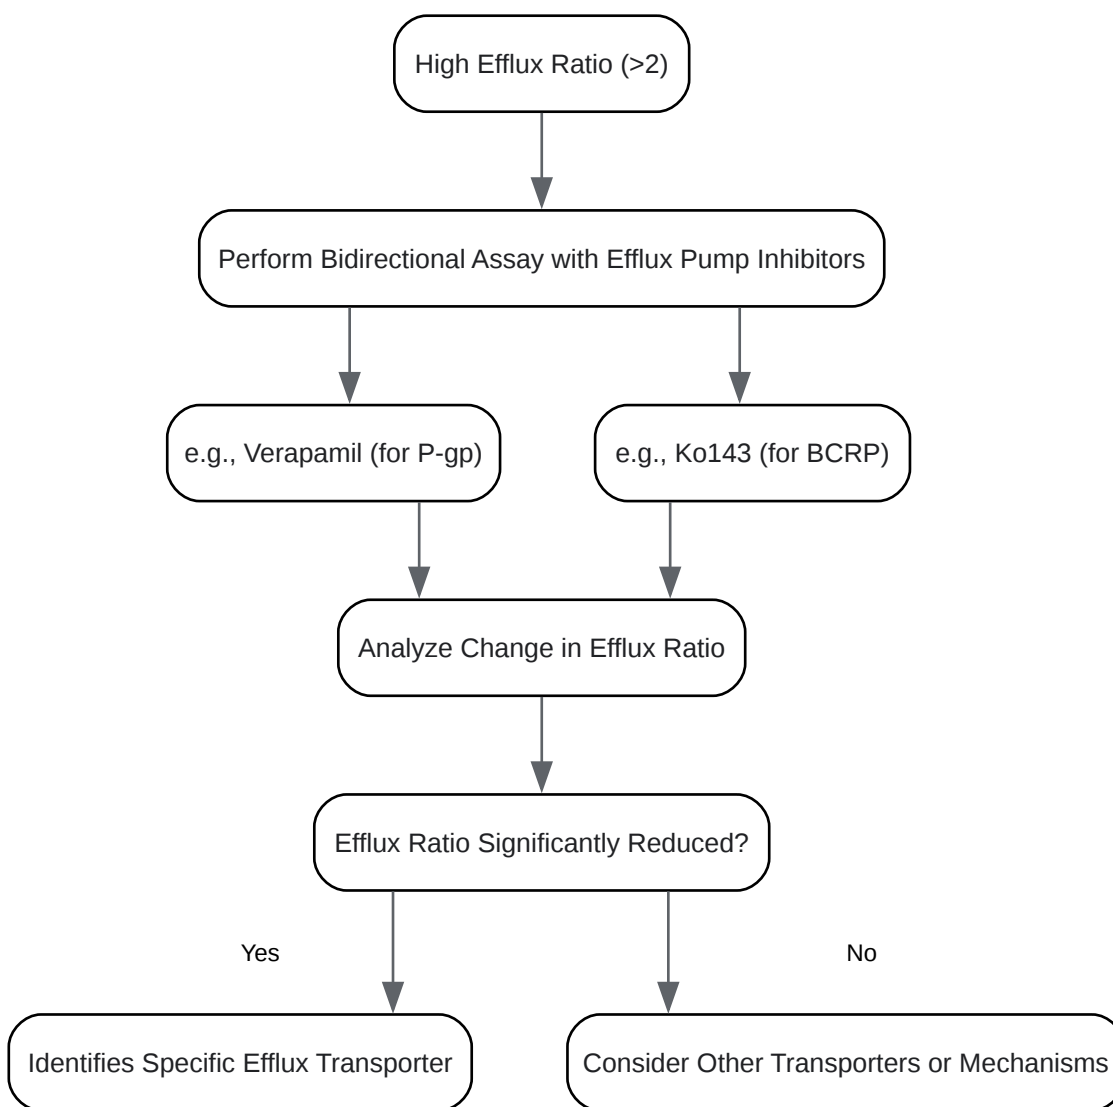 High Efflux Ratio (>2)
Perform Bidirectional Assay with Efflux Pump Inhibitors
e.g., Verapamil (for P-gp)
e.g., Ko143 (for BCRP)
Analyze Change in Efflux Ratio
Efflux Ratio Significantly Reduced?
Yes
No
Identifies Specific Efflux Transporter
Consider Other Transporters or Mechanisms